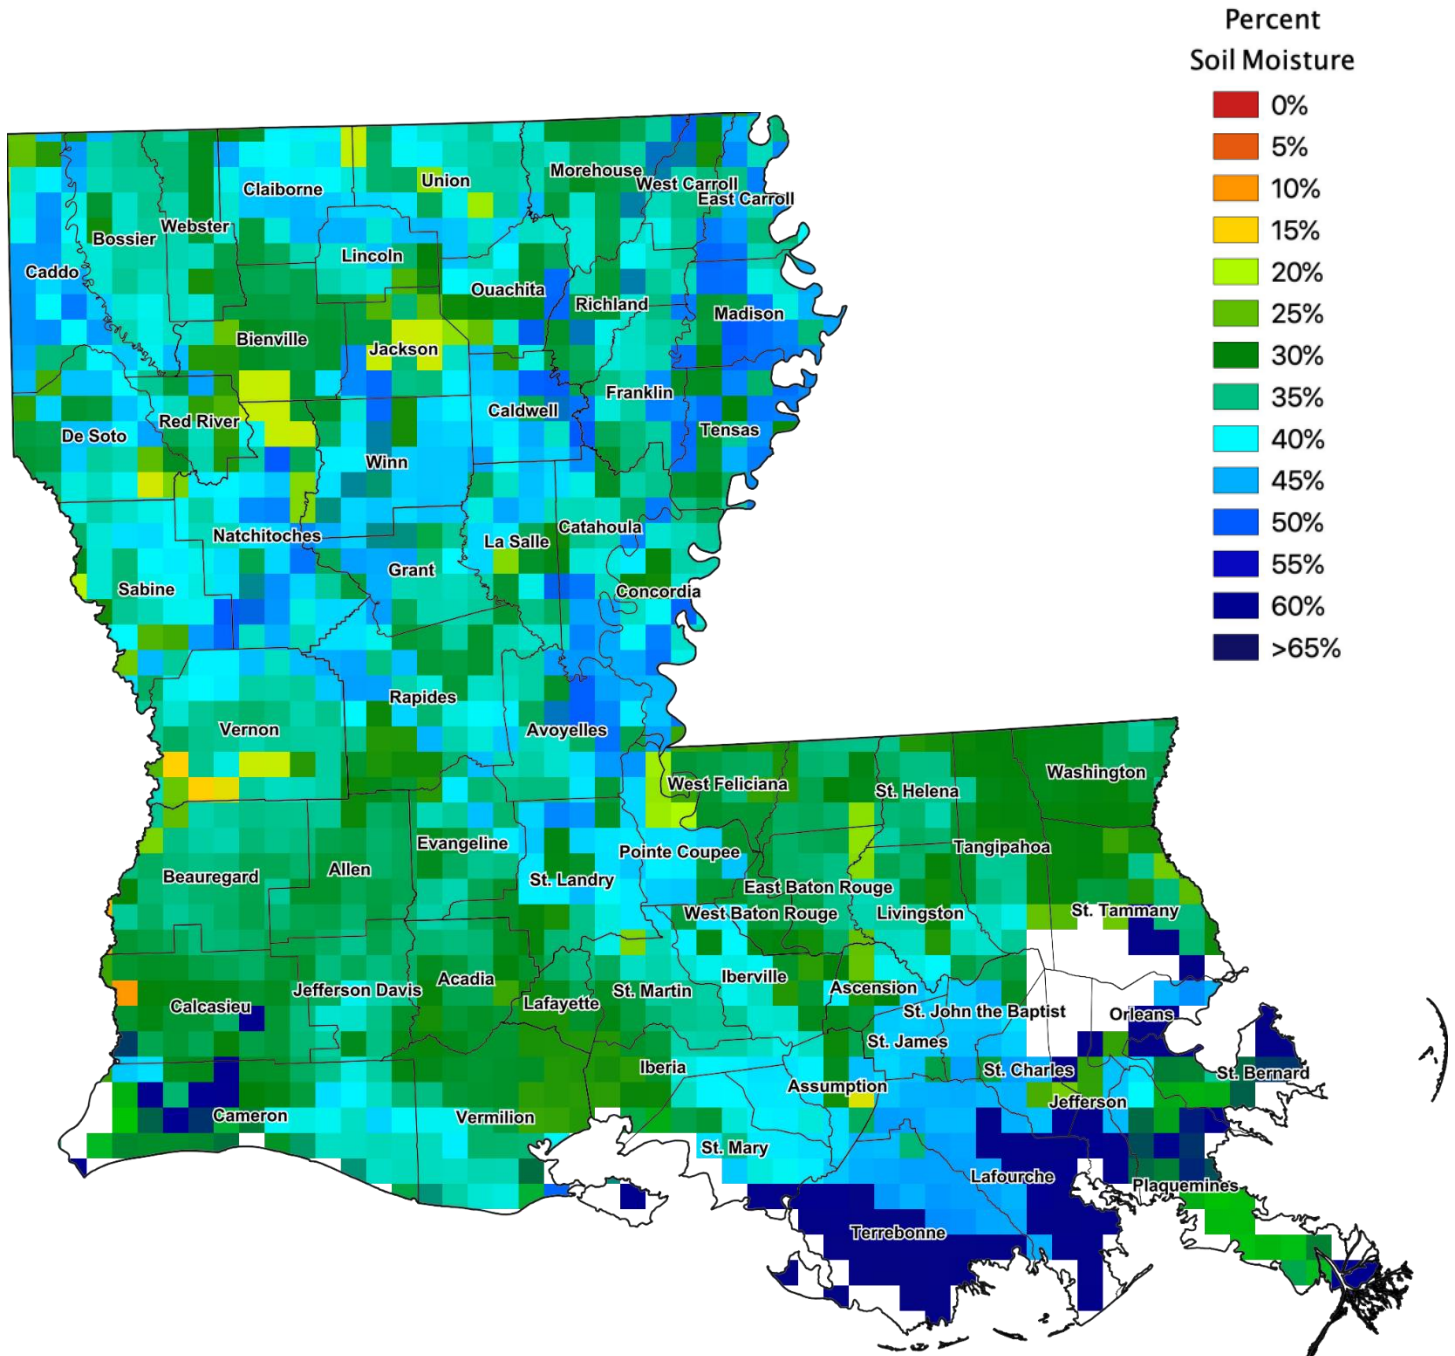 Percent
Soil Moisture
0%
5%
10%
15%
20%
25%
30%
35%
40%
45%
50%
55%
60%
>65%
Morehouse
West Carroll
East Carroll
Union
Claiborne
Webster
Bossier
Caddo
Lincoln
Ouachita
Richland
Madison
Bienville
Jackson
Franklin
Caldwell
Tensas
Red River
De Soto
Winn
Natchitoches
Catahoula
La Salle
Grant
Concordia
Sabine
Rapides
Vernon
Avoyelles
West Feliciana
Washington
St. Helena
Evangeline
Pointe Coupee
Tangipahoa
Allen
Beauregard
St. Landry
East Baton Rouge
West Baton Rouge
Livingston
St. Tammany
Iberville
Acadia
Jefferson Davis
Calcasieu
Lafayette
St. Martin
Ascension
St. John the Baptist
Orleans
St. James
Iberia
St. Charles
St. Bernard
Assumption
Jefferson
Cameron
Vermilion
St. Mary
Lafourche
Plaquemines
Terrebonne